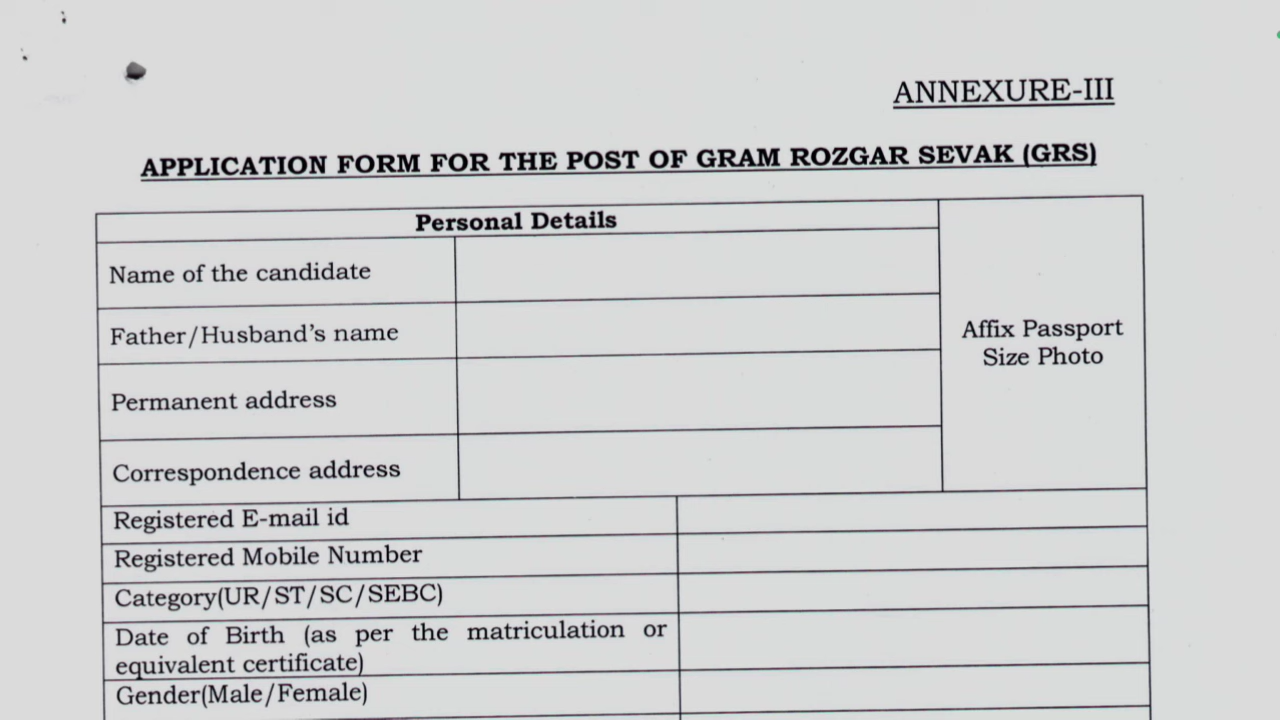 ANNEXURE-III
APPLICATION FORM FOR THE POST OF GRAM ROZGAR SEVAK (GRS)
Personal Details
Name of the candidate
Father/Husband's name
Affix Passport
Size Photo
Permanent address
Correspondence address
Registered E-mail id
Registered Mobile Number
Category(UR/ST/SC/SEBC)
Date of Birth (as per the matriculation or
equivalent certificate)
Gender(Male/Female)